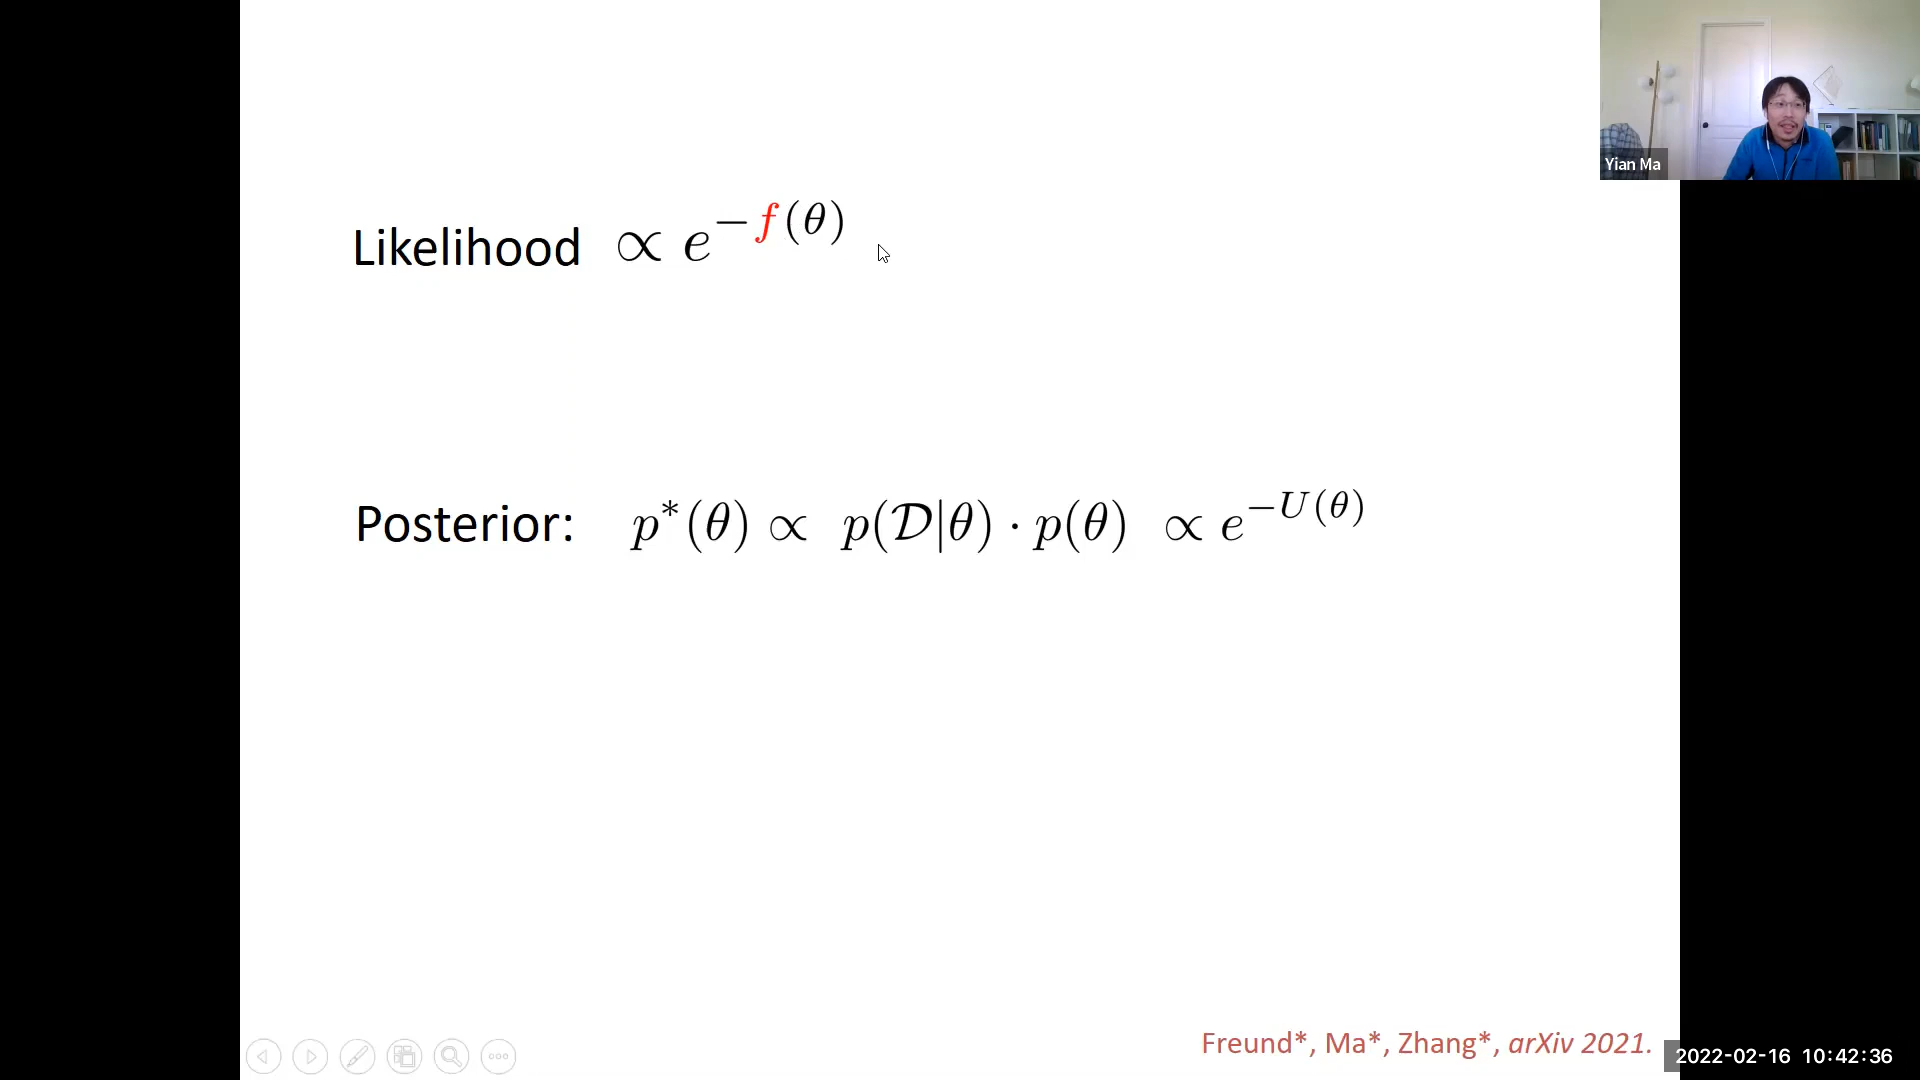 Yian Ma
Likelihood ∝ e^{-f(θ)}
Posterior: p*(θ) ∝ p(𝒟|θ) · p(θ) ∝ e^{-U(θ)}
Freund*, Ma*, Zhang*, arXiv 2021.
2022-02-16 10:42:36